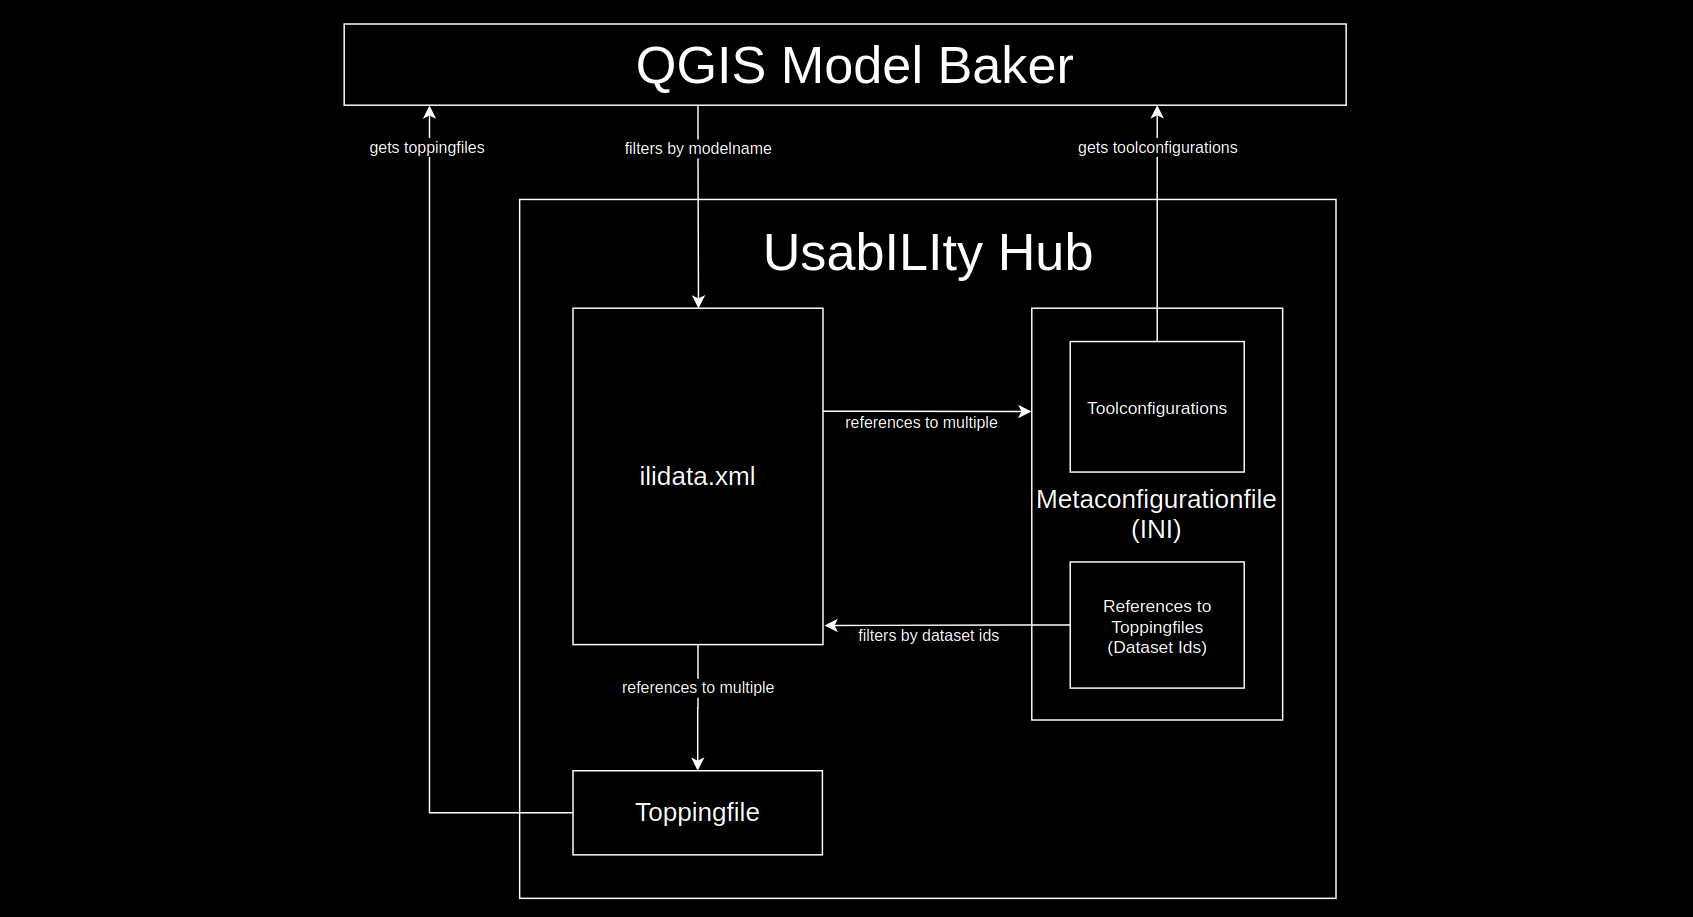 QGIS Model Baker
gets toppingfiles
filters by modelname
gets toolconfigurations
UsabILIty Hub
ilidata.xml
references to multiple
Toolconfigurations
Metaconfigurationfile
(INI)
References to
Toppingfiles
(Dataset Ids)
filters by dataset ids
references to multiple
Toppingfile